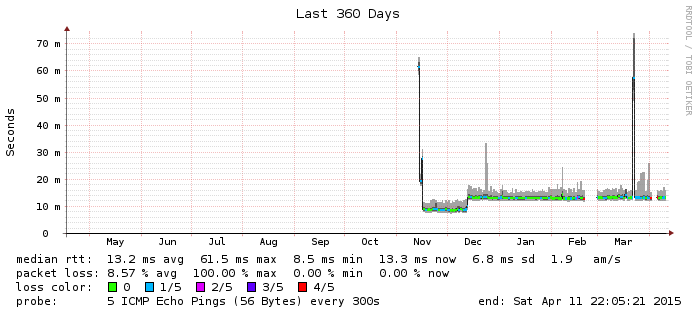 Last 360 Days
RRDTOOL / TOBI OETIKER
Seconds
70 m
60 m
50 m
40 m
30 m
20 m
10 m
0
May Jun Jul Aug Sep Oct Nov Dec Jan Feb Mar
median rtt: 13.2 ms avg 61.5 ms max 8.5 ms min 13.3 ms now 6.8 ms sd 1.9 am/s
packet loss: 8.57 % avg 100.00 % max 0.00 % min 0.00 % now
loss color: 0 1/5 2/5 3/5 4/5
probe: 5 ICMP Echo Pings (56 Bytes) every 300s end: Sat Apr 11 22:05:21 2015